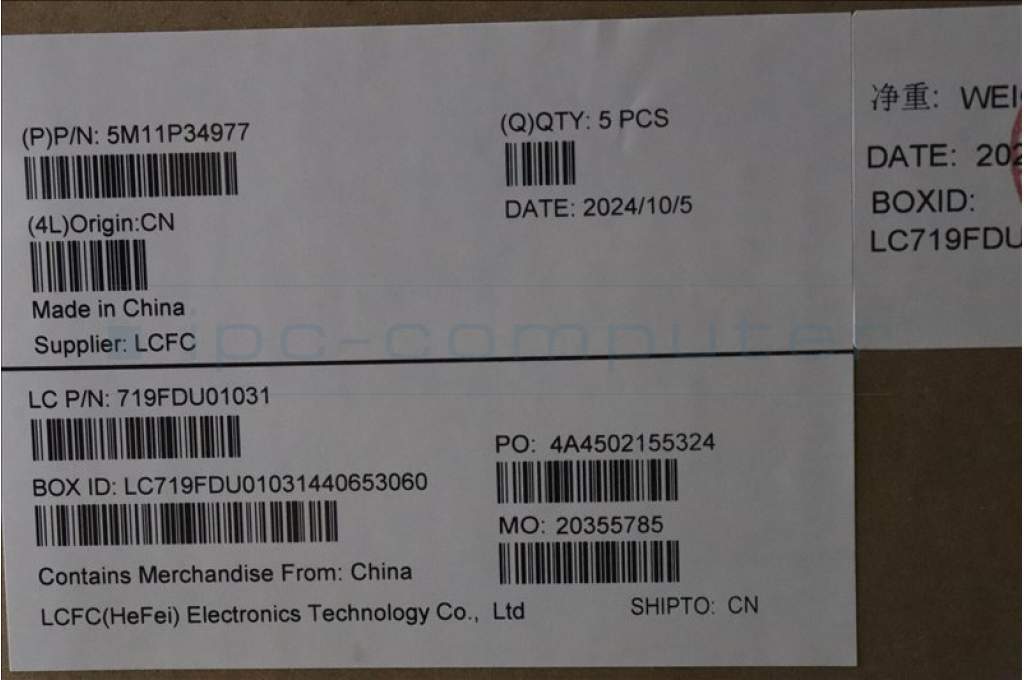 (P)P/N: 5M11P34977
(Q)QTY: 5 PCS
DATE: 2024/10/5
(4L)Origin:CN
Made in China
Supplier: LCFC
LC P/N: 719FDU01031
BOX ID: LC719FDU01031440653060
PO: 4A4502155324
MO: 20355785
Contains Merchandise From: China
LCFC(HeFei) Electronics Technology Co., Ltd
SHIPTO: CN
净重:
DATE:
BOXID:
LC719FDU
pc-computer